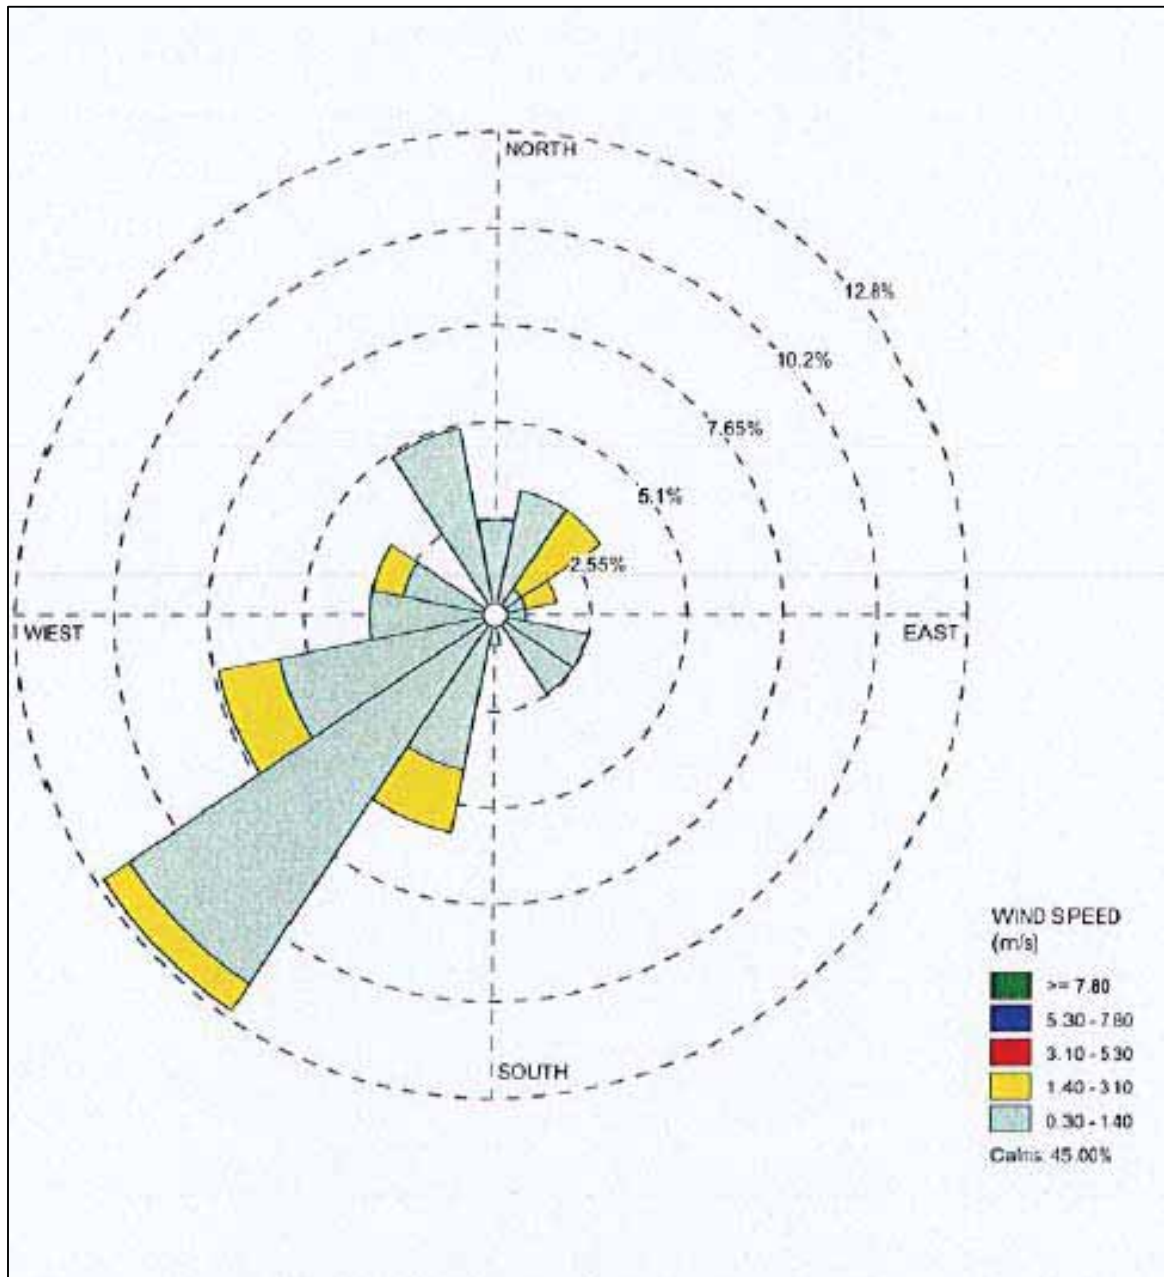 NORTH
12.8%
10.2%
7.65%
5.1%
2.55%
WIEST
EAST
SOUTH
WIND SPEED
(m/s)
>= 7.80
5.30 - 7.80
3.10 - 5.30
1.40 - 3.10
0.30 - 1.40
Calms: 45.00%